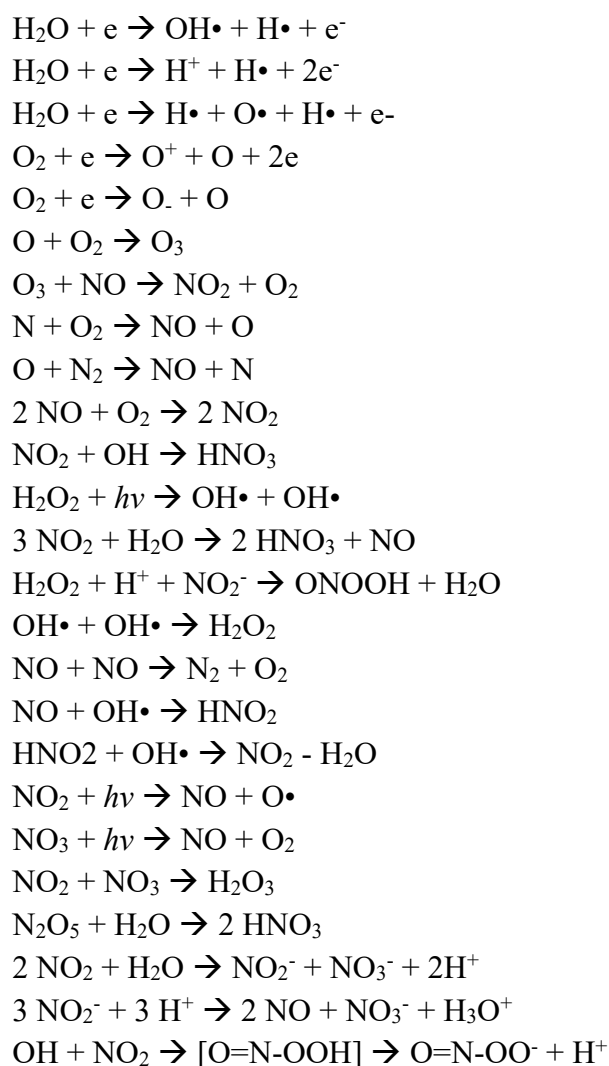 H₂O + e → OH• + H• + e⁻
H₂O + e → H⁺ + H• + 2e⁻
H₂O + e → H• + O• + H• + e-
O₂ + e → O⁺ + O + 2e
O₂ + e → O₋ + O
O + O₂ → O₃
O₃ + NO → NO₂ + O₂
N + O₂ → NO + O
O + N₂ → NO + N
2 NO + O₂ → 2 NO₂
NO₂ + OH → HNO₃
H₂O₂ + hv → OH• + OH•
3 NO₂ + H₂O → 2 HNO₃ + NO
H₂O₂ + H⁺ + NO₂⁻ → ONOOH + H₂O
OH• + OH• → H₂O₂
NO + NO → N₂ + O₂
NO + OH• → HNO₂
HNO2 + OH• → NO₂ - H₂O
NO₂ + hv → NO + O•
NO₃ + hv → NO + O₂
NO₂ + NO₃ → H₂O₃
N₂O₅ + H₂O → 2 HNO₃
2 NO₂ + H₂O → NO₂⁻ + NO₃⁻ + 2H⁺
3 NO₂⁻ + 3 H⁺ → 2 NO + NO₃⁻ + H₃O⁺
OH + NO₂ → [O=N-OOH] → O=N-OO⁻ + H⁺